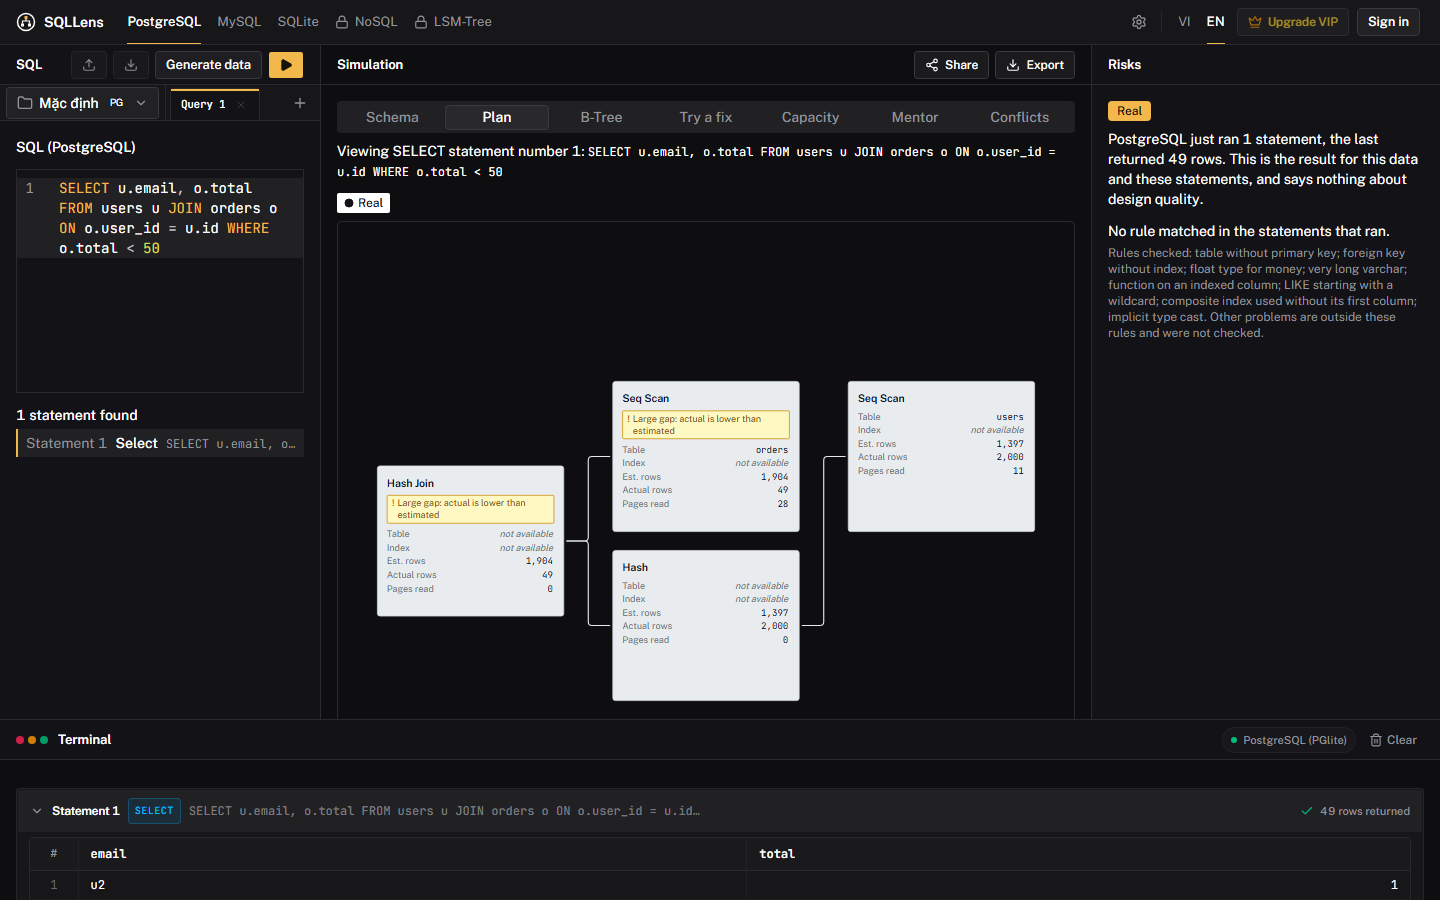 SQLLens
PostgreSQL
MySQL
SQLite
NoSQL
LSM-Tree
VI
EN
Upgrade VIP
Sign in
SQL
Generate data
Simulation
Share
Export
Risks
Mặc định PG
Query 1
SQL (PostgreSQL)
1 SELECT u.email, o.total
FROM users u JOIN orders o
ON o.user_id = u.id WHERE
o.total < 50
1 statement found
Statement 1 Select SELECT u.email, o…
Schema
Plan
B-Tree
Try a fix
Capacity
Mentor
Conflicts
Viewing SELECT statement number 1: SELECT u.email, o.total FROM users u JOIN orders o ON o.user_id =
u.id WHERE o.total < 50
Real
Hash Join
! Large gap: actual is lower than
estimated
Table not available
Index not available
Est. rows 1,904
Actual rows 49
Pages read 0
Seq Scan
! Large gap: actual is lower than
estimated
Table orders
Index not available
Est. rows 1,904
Actual rows 49
Pages read 28
Hash
Table not available
Index not available
Est. rows 1,397
Actual rows 2,000
Pages read 0
Seq Scan
Table users
Index not available
Est. rows 1,397
Actual rows 2,000
Pages read 11
Real
PostgreSQL just ran 1 statement, the last
returned 49 rows. This is the result for this data
and these statements, and says nothing about
design quality.
No rule matched in the statements that ran.
Rules checked: table without primary key; foreign key
without index; float type for money; very long varchar;
function on an indexed column; LIKE starting with a
wildcard; composite index used without its first column;
implicit type cast. Other problems are outside these
rules and were not checked.
Terminal
PostgreSQL (PGlite)
Clear
Statement 1 SELECT SELECT u.email, o.total FROM users u JOIN orders o ON o.user_id = u.id…
49 rows returned
# email total
1 u2 1